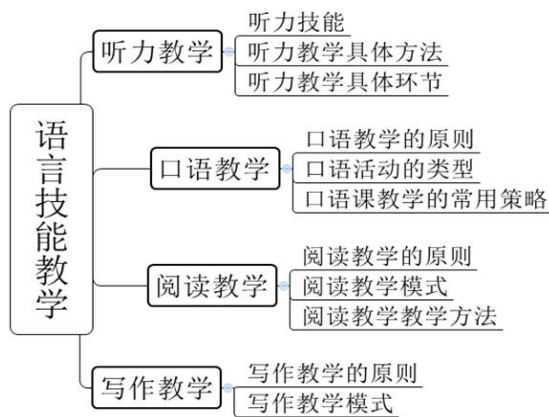 语言技能教学
听力教学
听力技能
听力教学具体方法
听力教学具体环节
口语教学
口语教学的原则
口语活动的类型
口语课教学的常用策略
阅读教学
阅读教学的原则
阅读教学模式
阅读教学教学方法
写作教学
写作教学的原则
写作教学模式